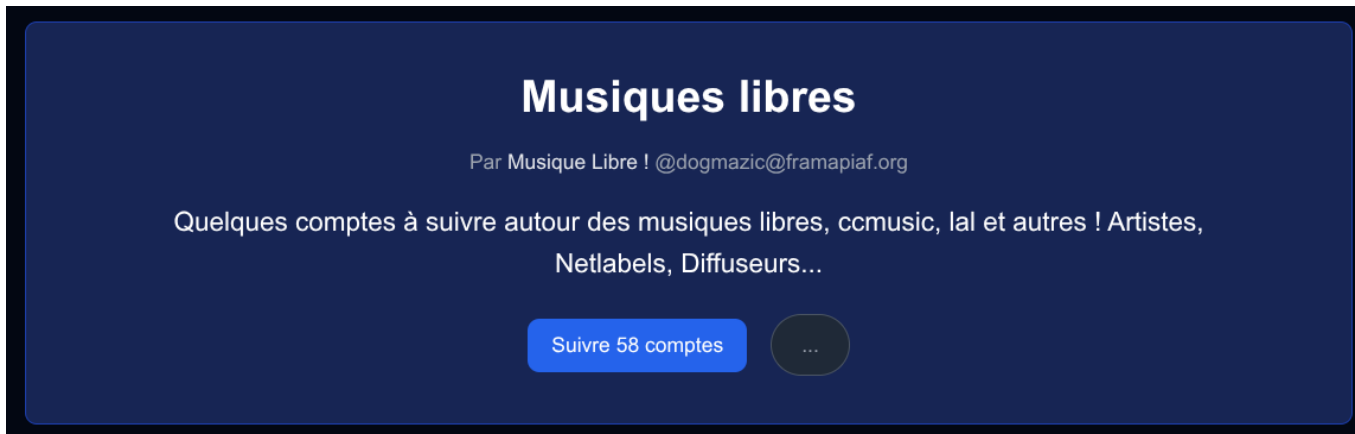 Musiques libres
Par Musique Libre ! @dogmazic@framapiaf.org
Quelques comptes à suivre autour des musiques libres, ccmusic, lal et autres ! Artistes,
Netlabels, Diffuseurs...
Suivre 58 comptes ...